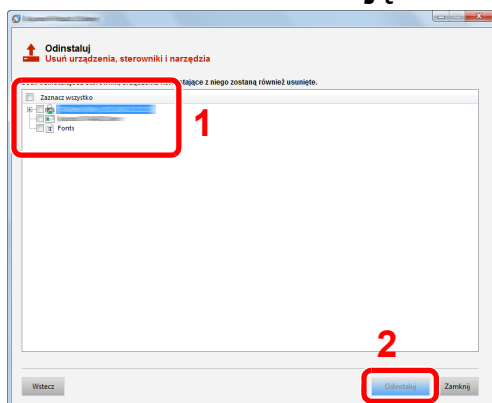 Odinstaluj
Usuń urządzenia, sterowniki i narzędzia
tające z niego zostaną również usunięte.
Zaznacz wszystko
Fonts
1
2
Wstecz
Odinstaluj
Zamknij